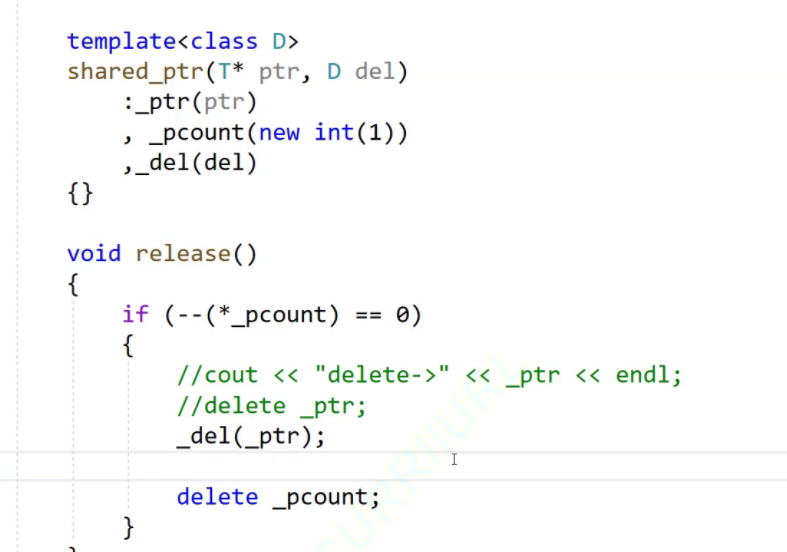 template<class D>
shared_ptr(T* ptr, D del)
:_ptr(ptr)
, _pcount(new int(1))
,_del(del)
{}
void release()
{
if (--(*_pcount) == 0)
{
//cout << "delete->" << _ptr << endl;
//delete _ptr;
_del(_ptr);
delete _pcount;
}